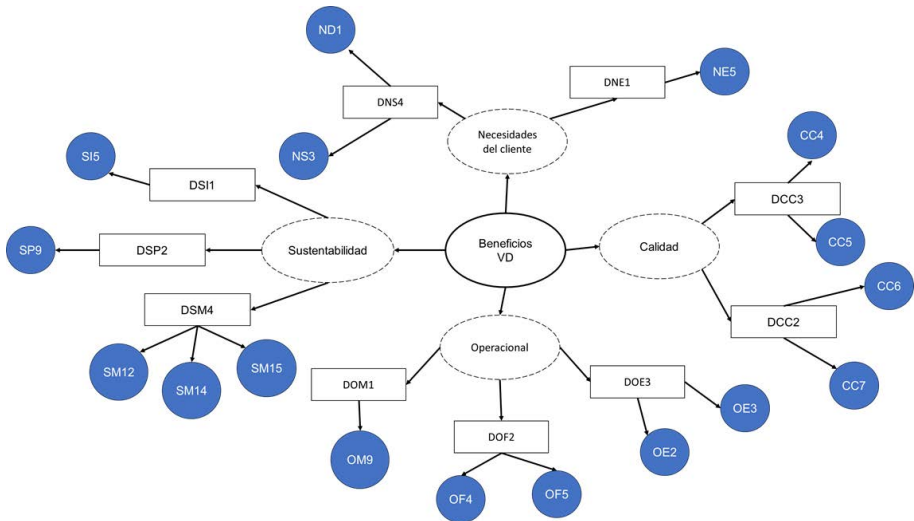 ND1
DNE1
NE5
DNS4
Necesidades
del cliente
CC4
SI5
NS3
DSI1
DCC3
SP9
DSP2
Sustentabilidad
Beneficios
VD
Calidad
CC5
CC6
DSM4
DCC2
Operacional
SM12
SM14
SM15
DOM1
DOE3
CC7
OE3
DOF2
OM9
OE2
OF4
OF5